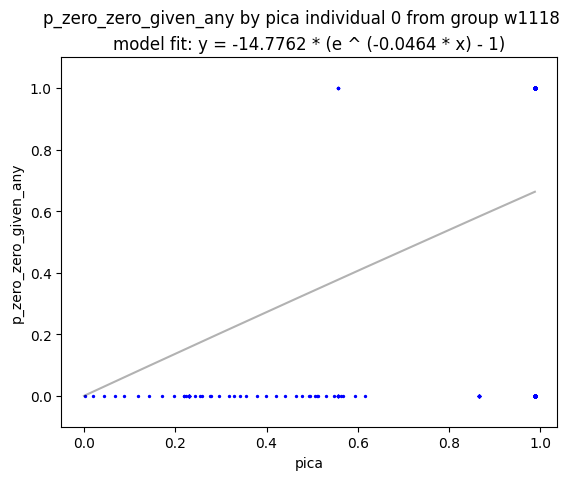 p_zero_zero_given_any by pica individual 0 from group w1118
model fit: y = -14.7762 * (e ^ (-0.0464 * x) - 1)
1.0
0.8
0.6
0.4
0.2
0.0
p_zero_zero_given_any
0.0 0.2 0.4 0.6 0.8 1.0
pica